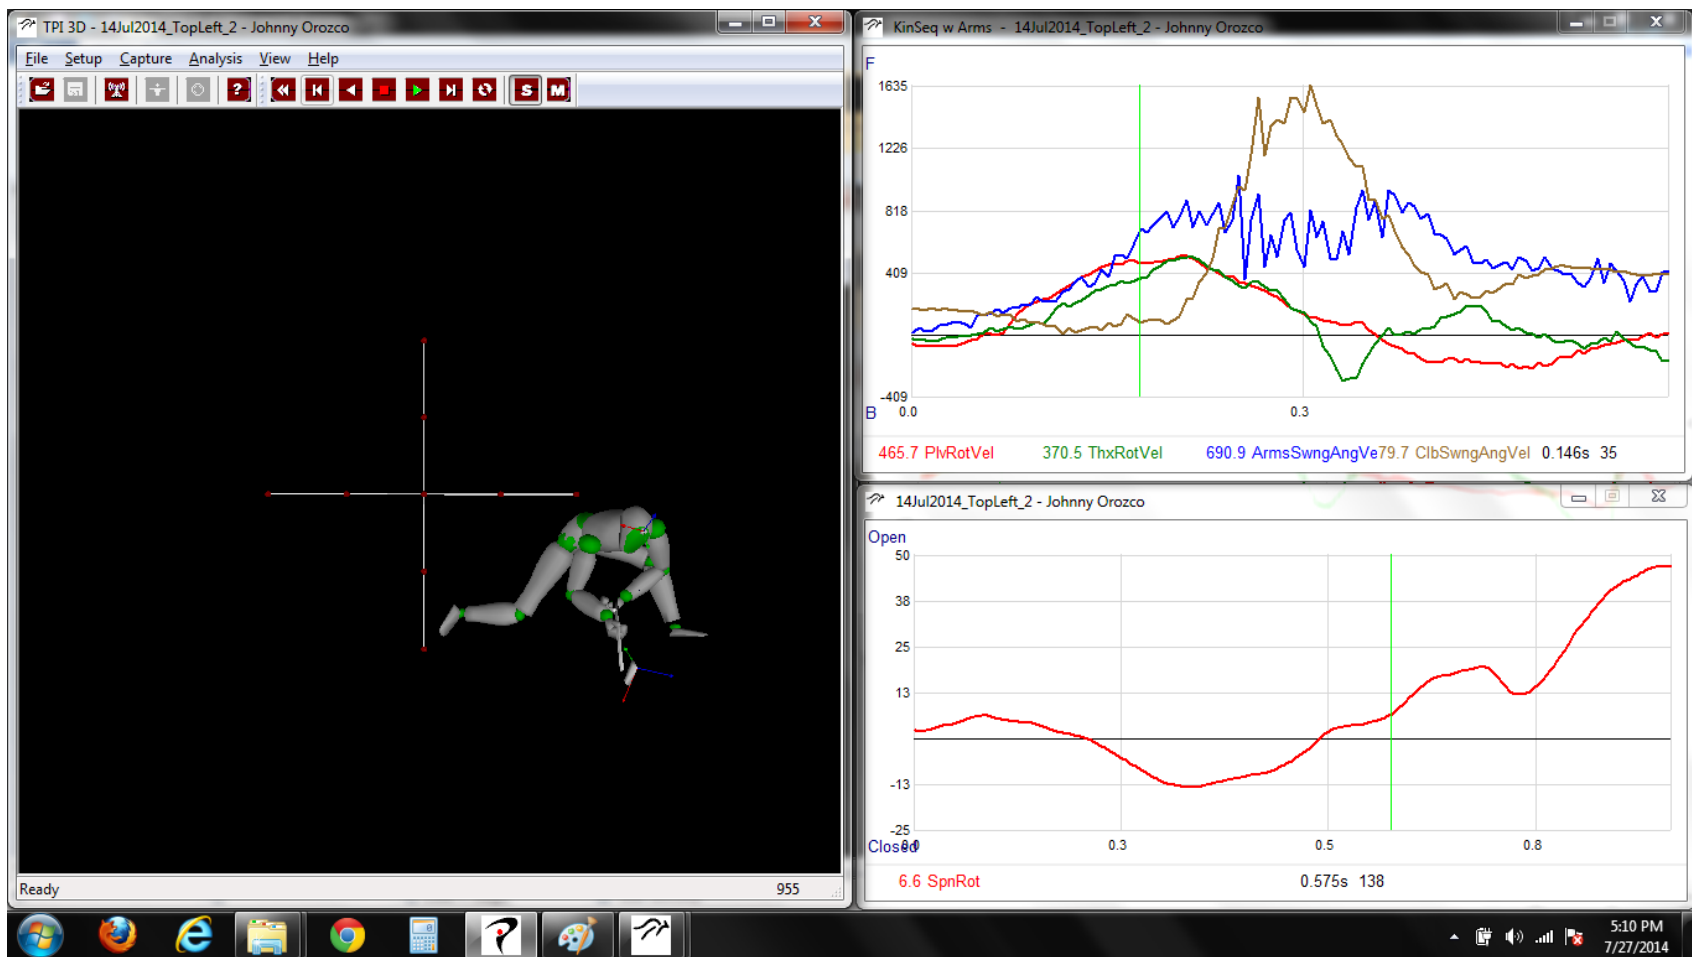 TPI 3D - 14Jul2014_TopLeft_2 - Johnny Orozco
File Setup Capture Analysis View Help
? S M
Ready 955
KinSeq w Arms - 14Jul2014_TopLeft_2 - Johnny Orozco
F
1635
1226
818
409
-409
B 0.0 0.3
465.7 PlvRotVel 370.5 ThxRotVel 690.9 ArmsSwngAngVe79.7 ClbSwngAngVel 0.146s 35
14Jul2014_TopLeft_2 - Johnny Orozco
Open
50
38
25
13
-13
-25
Closed 0.0 0.3 0.5 0.8
6.6 SpnRot 0.575s 138
5:10 PM
7/27/2014